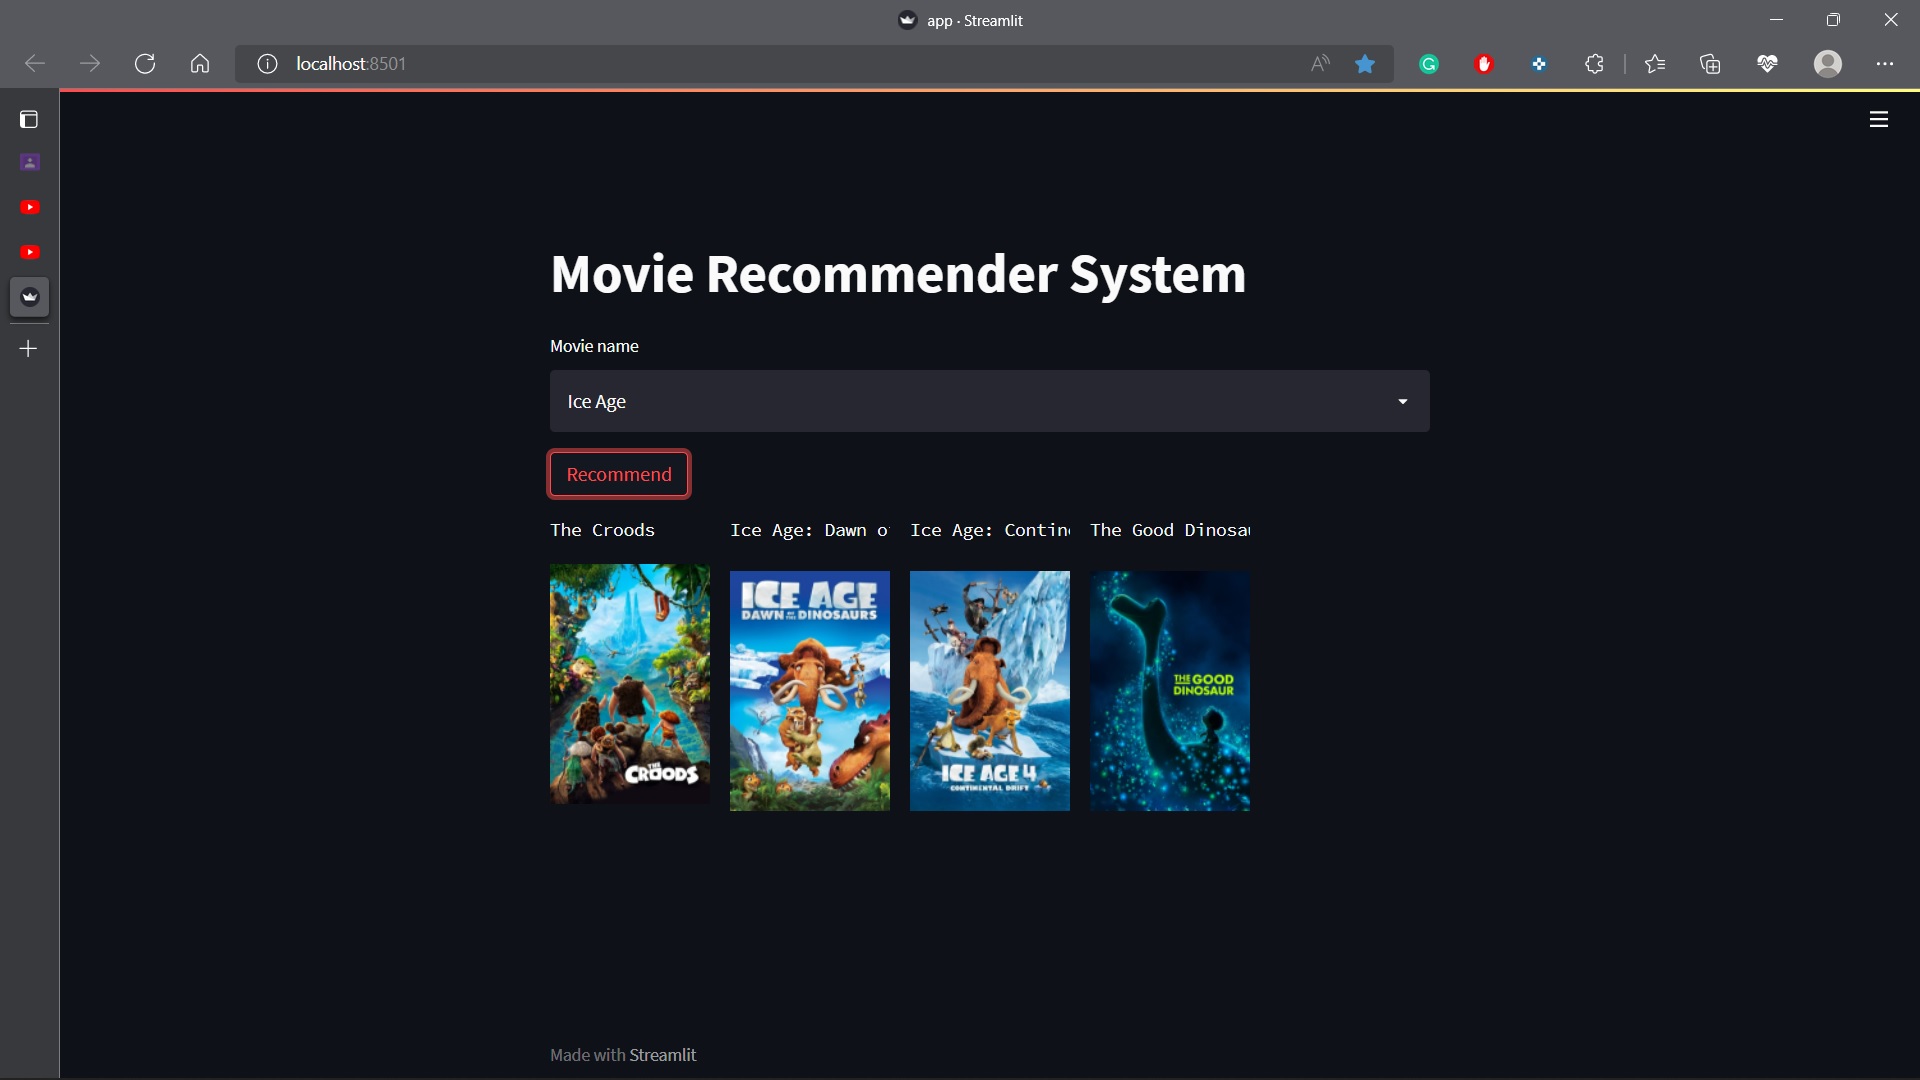 app · Streamlit
localhost:8501
Movie Recommender System
Movie name
Ice Age
Recommend
The Croods
Ice Age: Dawn o
Ice Age: Contin
The Good Dinosau
THE CROODS
ICE AGE
DAWN OF THE DINOSAURS
ICE AGE 4
CONTINENTAL DRIFT
THE GOOD
DINOSAUR
Made with Streamlit